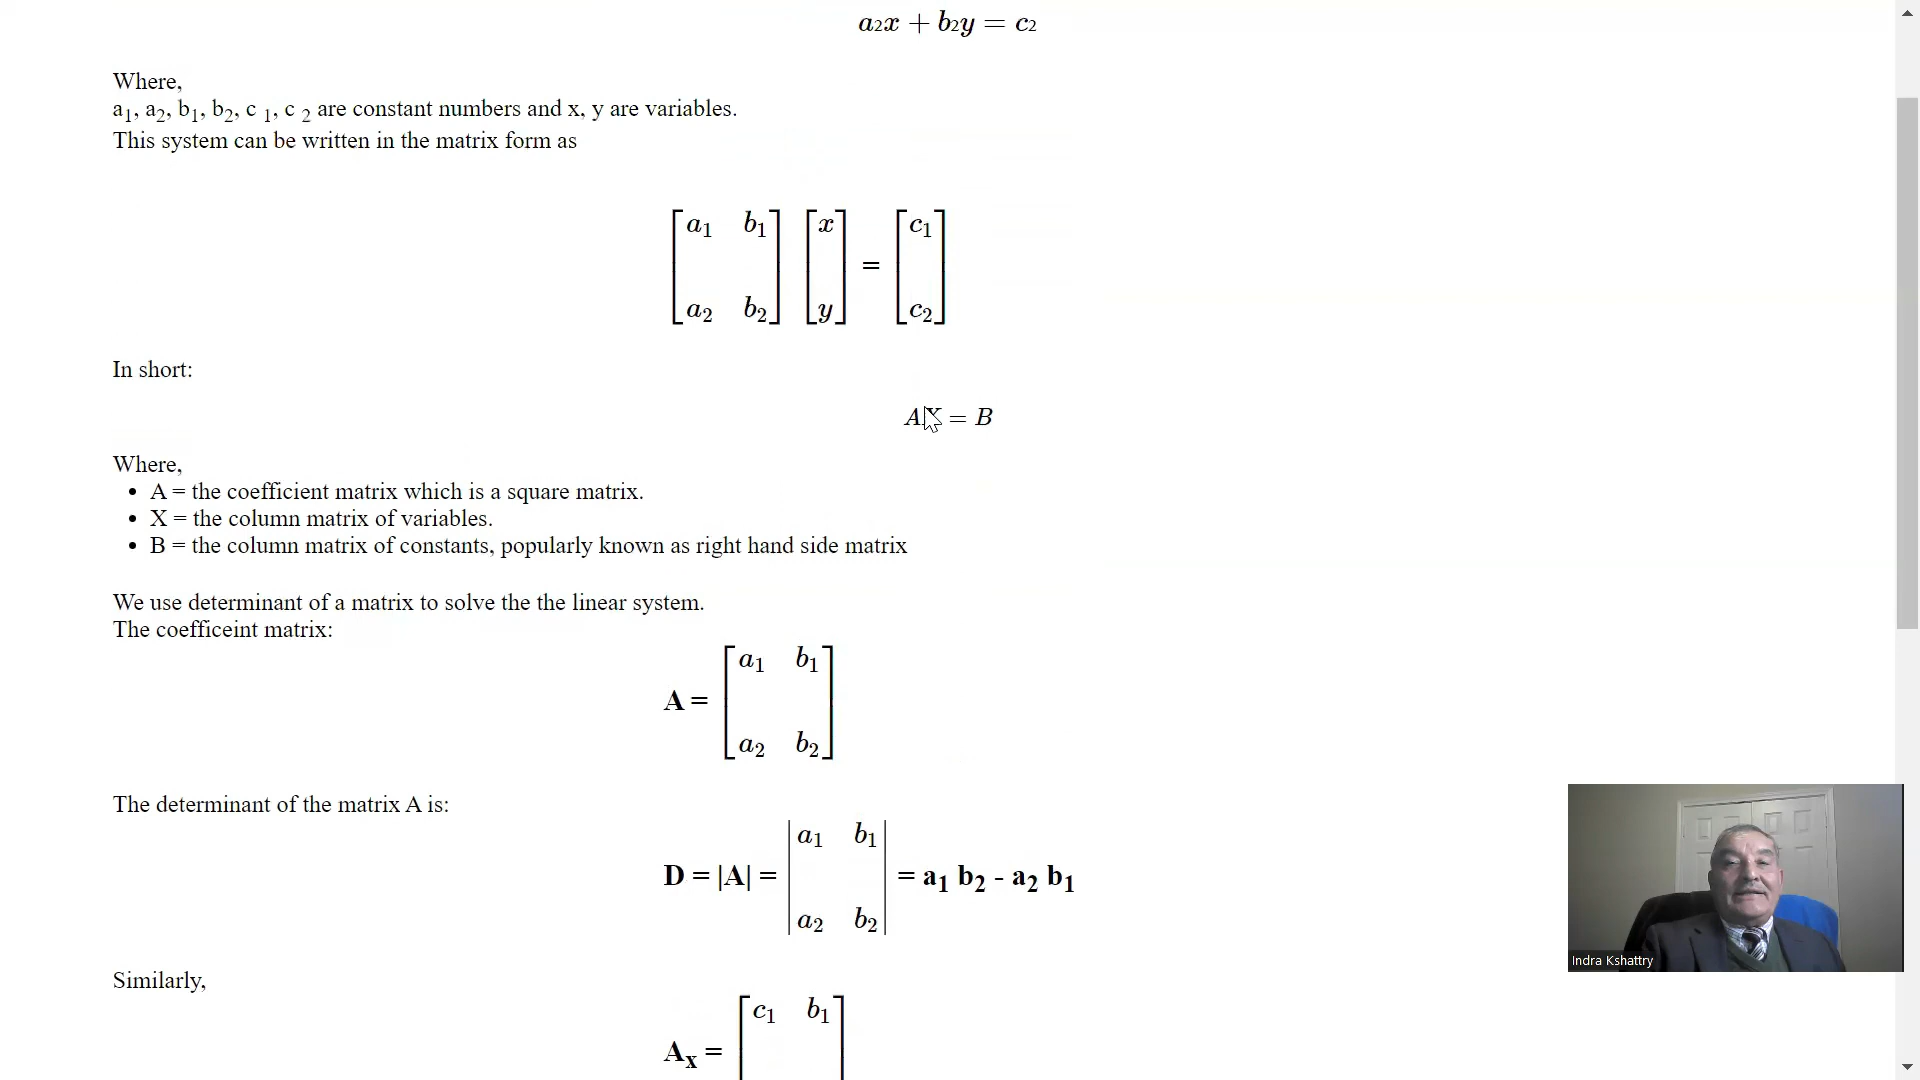 a2x + b2y = c2
Where,
a1, a2, b1, b2, c 1, c 2 are constant numbers and x, y are variables.
This system can be written in the matrix form as
a1 b1 x c1
=
a2 b2 y c2
In short:
AX = B
Where,
• A = the coefficient matrix which is a square matrix.
• X = the column matrix of variables.
• B = the column matrix of constants, popularly known as right hand side matrix
We use determinant of a matrix to solve the the linear system.
The coefficeint matrix:
a1 b1
A =
a2 b2
The determinant of the matrix A is:
a1 b1
D = |A| = = a1 b2 - a2 b1
a2 b2
Similarly,
c1 b1
Ax =
Indra Kshattry